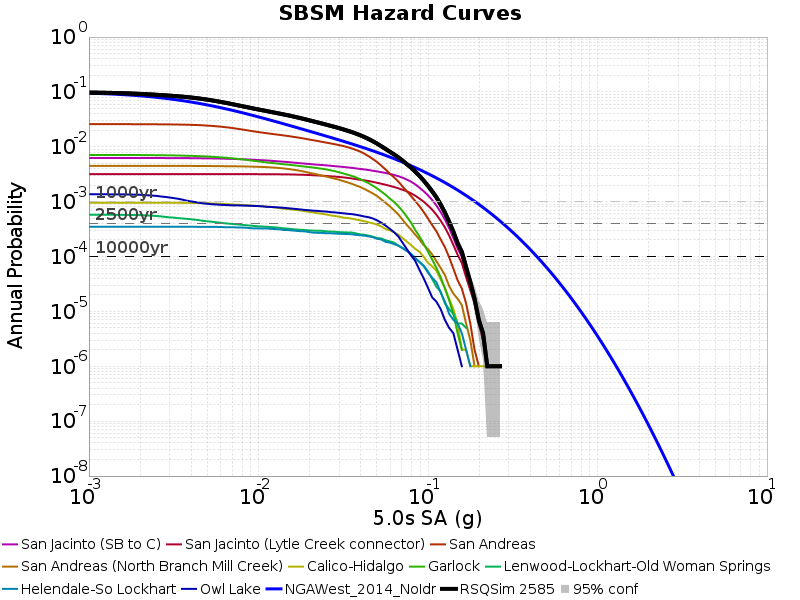 SBSM Hazard Curves
Annual Probability
10^0
10^-1
10^-2
10^-3
10^-4
10^-5
10^-6
10^-7
10^-8
1000yr
2500yr
10000yr
10^-3 10^-2 10^-1 10^0 10^1
5.0s SA (g)
San Jacinto (SB to C) San Jacinto (Lytle Creek connector) San Andreas
San Andreas (North Branch Mill Creek) Calico-Hidalgo Garlock Lenwood-Lockhart-Old Woman Springs
Helendale-So Lockhart Owl Lake NGAWest_2014_NoIdr RSQSim 2585 95% conf